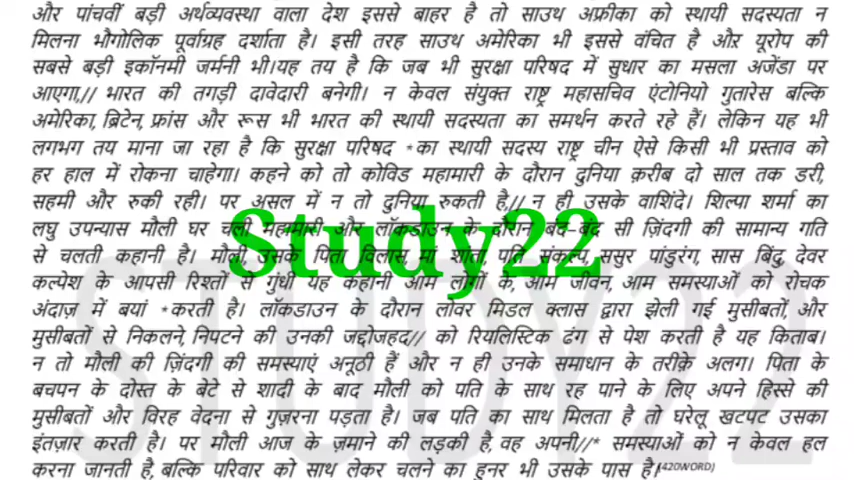 और पांचवीं बड़ी अर्थव्यवस्था वाला देश इससे बाहर है तो साउथ अफ्रीका को स्थायी सदस्यता न
मिलना भौगोलिक पूर्वाग्रह दर्शाता है। इसी तरह साउथ अमेरिका भी इससे वंचित है और यूरोप की
सबसे बड़ी इकॉनमी जर्मनी भी।यह तय है कि जब भी सुरक्षा परिषद में सुधार का मसला अजेंडा पर
आएगा,// भारत की तगड़ी दावेदारी बनेगी। न केवल संयुक्त राष्ट्र महासचिव एंटोनियो गुतारेस बल्कि
अमेरिका, ब्रिटेन, फ्रांस और रूस भी भारत की स्थायी सदस्यता का समर्थन करते रहे हैं। लेकिन यह भी
लगभग तय माना जा रहा है कि सुरक्षा परिषद *का स्थायी सदस्य राष्ट्र चीन ऐसे किसी भी प्रस्ताव को
हर हाल में रोकना चाहेगा। कहने को तो कोविड महामारी के दौरान दुनिया क़रीब दो साल तक डरी,
सहमी और रुकी रही। पर असल में न तो दुनिया रुकती है,// न ही उसके वाशिंदे। शिल्पा शर्मा का
लघु उपन्यास मौली घर चली महामारी और लॉकडाउन के दौरान बंद-बंद सी ज़िंदगी की सामान्य गति
से चलती कहानी है। मौली, उसके पिता विलास, मां शांता, पति संकल्प, ससुर पांडुरंग, सास बिंदु, देवर
कल्पेश के आपसी रिश्तों से गुंथी यह कहानी आम लोगों के, आम जीवन, आम समस्याओं को रोचक
अंदाज़ में बयां *करती है। लॉकडाउन के दौरान लोवर मिडल क्लास द्वारा झेली गई मुसीबतों, और
मुसीबतों से निकलने, निपटने की उनकी जद्दोजहद// को रियलिस्टिक ढंग से पेश करती है यह किताब।
न तो मौली की ज़िंदगी की समस्याएं अनूठी हैं और न ही उनके समाधान के तरीक़े अलग। पिता के
बचपन के दोस्त के बेटे से शादी के बाद मौली को पति के साथ रह पाने के लिए अपने हिस्से की
मुसीबतों और विरह वेदना से गुज़रना पड़ता है। जब पति का साथ मिलता है तो घरेलू खटपट उसका
इंतज़ार करती है। पर मौली आज के ज़माने की लड़की है, वह अपनी//* समस्याओं को न केवल हल
करना जानती है, बल्कि परिवार को साथ लेकर चलने का हुनर भी उसके पास है।(420WORD)
Study22
STUDY22